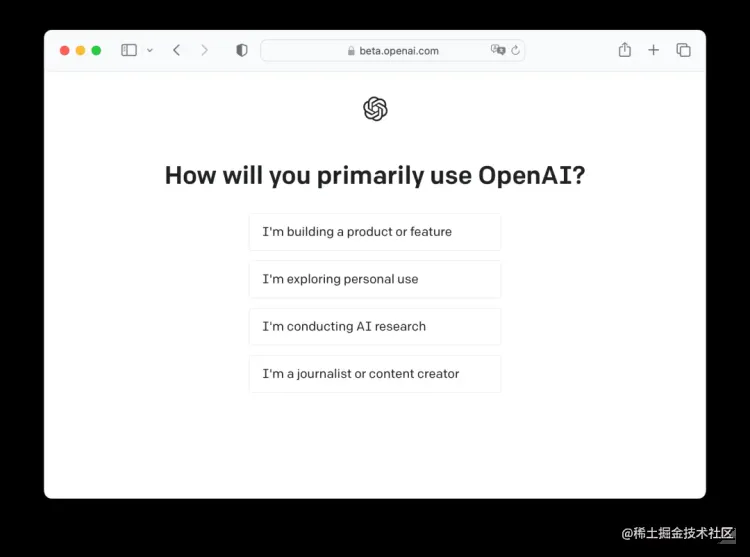 beta.openai.com
How will you primarily use OpenAI?
I'm building a product or feature
I'm exploring personal use
I'm conducting AI research
I'm a journalist or content creator
@稀土掘金技术社区